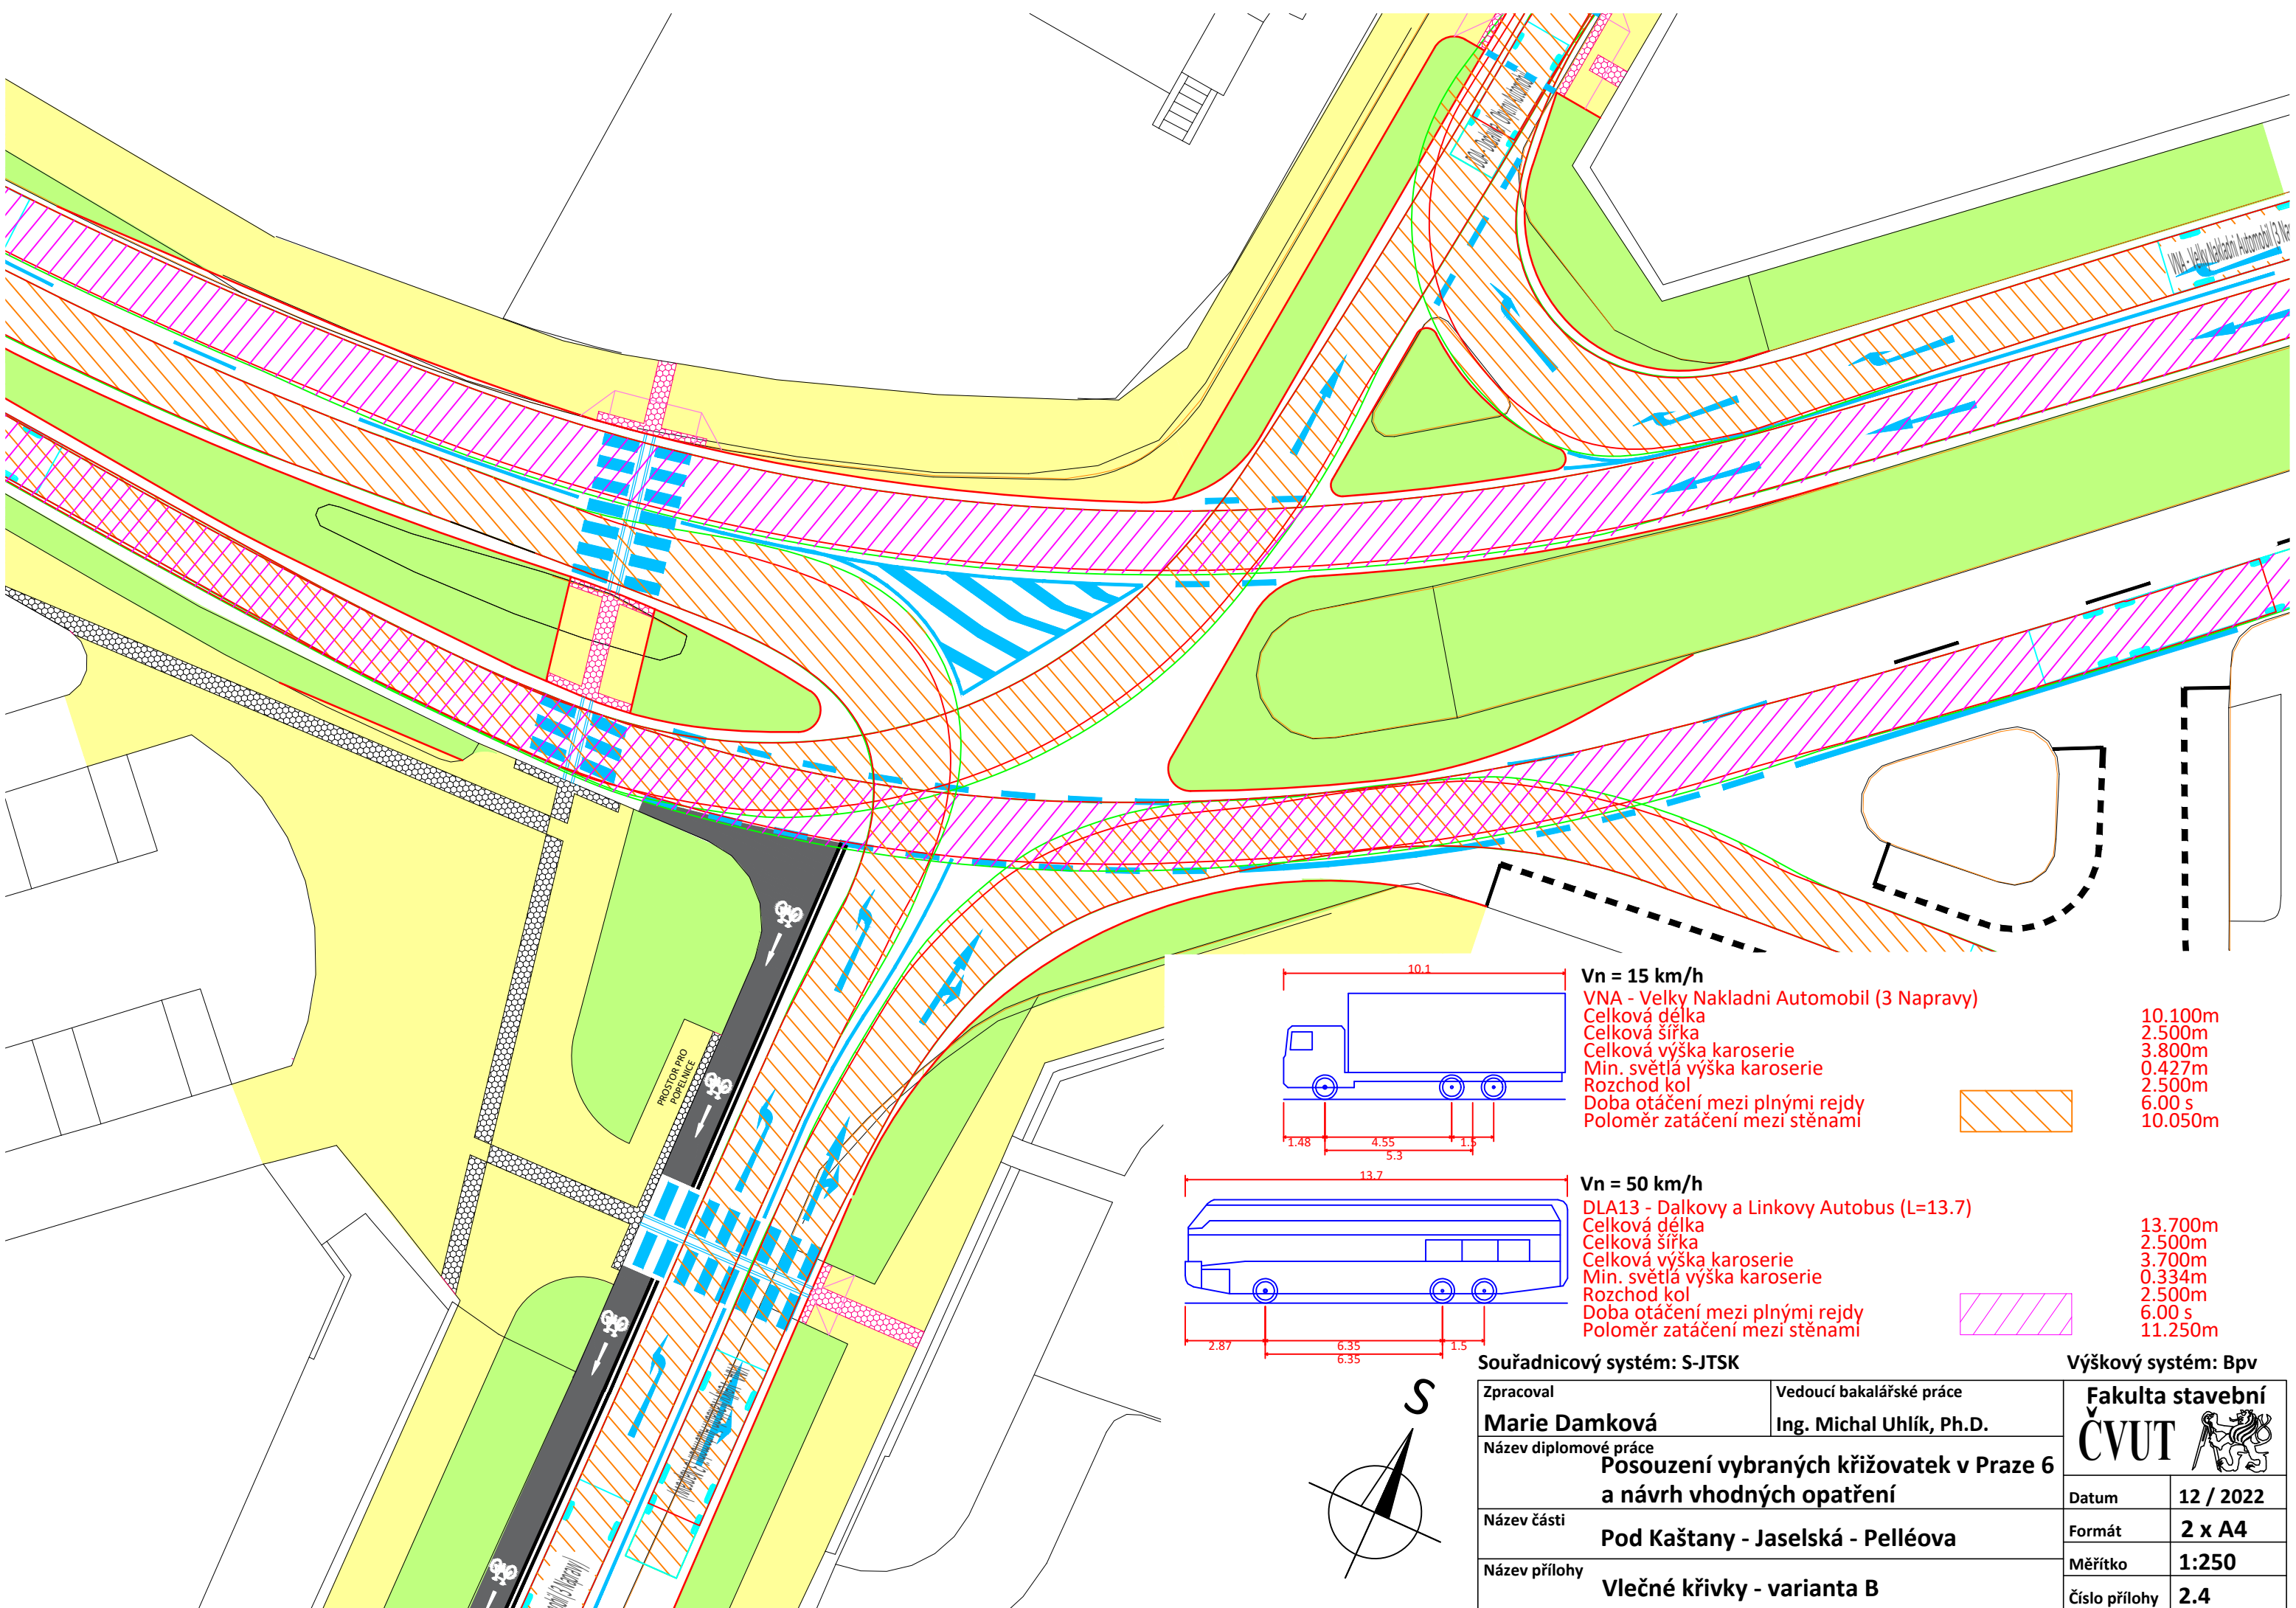 VNA - Velky Nakladni Automobil (3
PROSTOR PRO
POPELNICE
10.1
1.48
4.55
1.5
5.3
Vn = 15 km/h
VNA - Velky Nakladni Automobil (3 Napravy)
Celková délka 10.100m
Celková šířka 2.500m
Celková výška karoserie 3.800m
Min. světlá výška karoserie 0.427m
Rozchod kol 2.500m
Doba otáčení mezi plnými rejdy 6.00 s
Poloměr zatáčení mezi stěnami 10.050m
13.7
2.87
6.35
1.5
6.35
Vn = 50 km/h
DLA13 - Dalkovy a Linkovy Autobus (L=13.7)
Celková délka 13.700m
Celková šířka 2.500m
Celková výška karoserie 3.700m
Min. světlá výška karoserie 0.334m
Rozchod kol 2.500m
Doba otáčení mezi plnými rejdy 6.00 s
Poloměr zatáčení mezi stěnami 11.250m
S
Souřadnicový systém: S-JTSK
Výškový systém: Bpv
Zpracoval
Marie Damková
Vedoucí bakalářské práce
Ing. Michal Uhlík, Ph.D.
Fakulta stavební
ČVUT
Název diplomové práce
Posouzení vybraných křižovatek v Praze 6
a návrh vhodných opatření
Datum 12 / 2022
Název části
Pod Kaštany - Jaselská - Pelléova
Formát 2 x A4
Měřítko 1:250
Název přílohy
Vlečné křivky - varianta B
Číslo přílohy 2.4